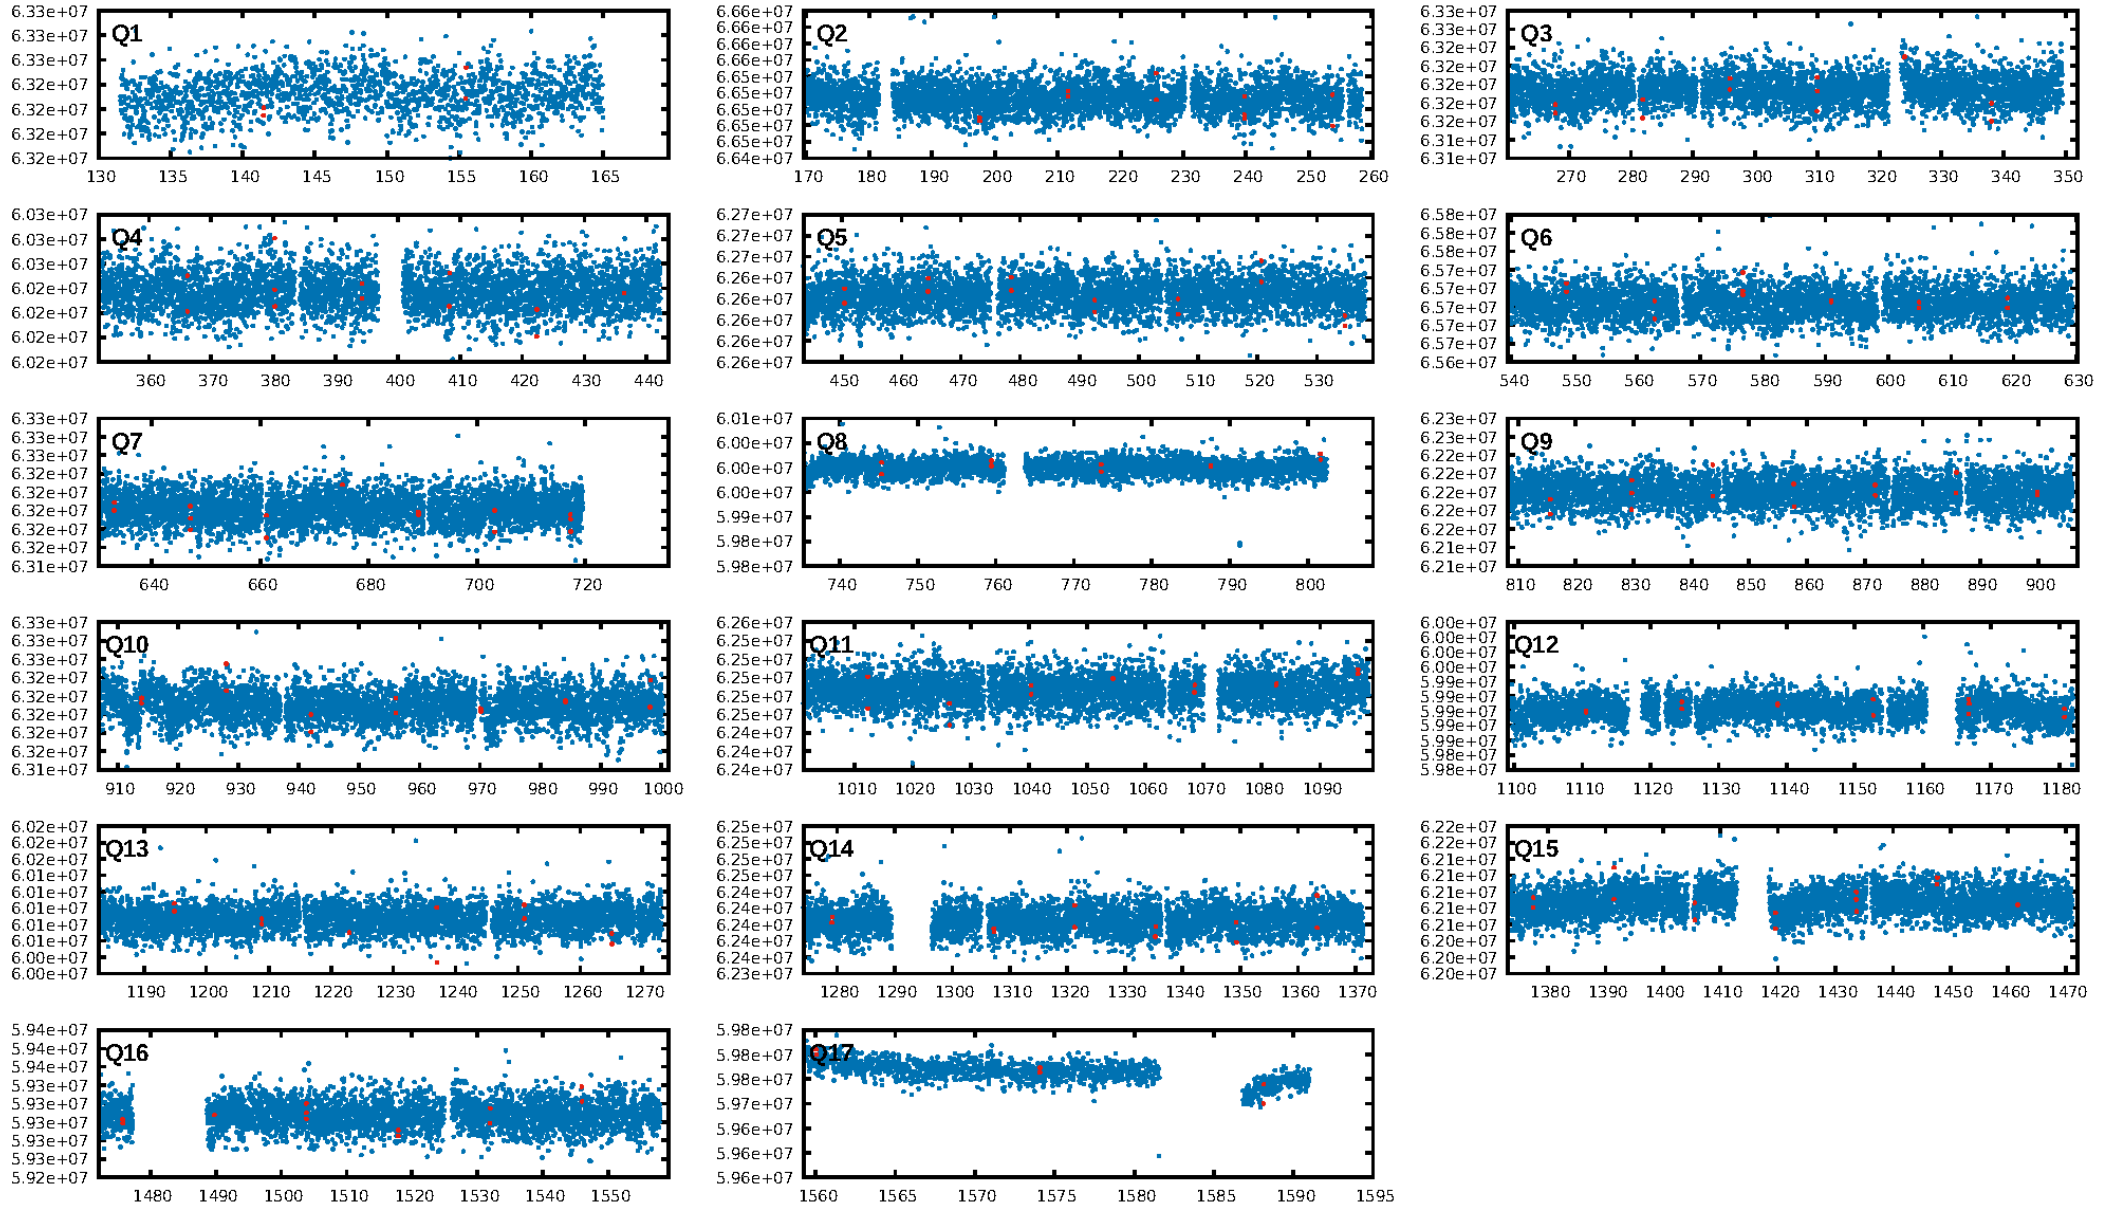 6.33e+07 6.33e+07 6.33e+07 6.32e+07 6.32e+07 6.32e+07 6.32e+07
Q1
130 135 140 145 150 155 160 165
6.66e+07 6.66e+07 6.66e+07 6.66e+07 6.65e+07 6.65e+07 6.65e+07 6.65e+07 6.65e+07 6.64e+07
Q2
170 180 190 200 210 220 230 240 250 260
6.33e+07 6.33e+07 6.32e+07 6.32e+07 6.32e+07 6.32e+07 6.32e+07 6.31e+07 6.31e+07
Q3
270 280 290 300 310 320 330 340 350
6.03e+07 6.03e+07 6.03e+07 6.02e+07 6.02e+07 6.02e+07 6.02e+07
Q4
360 370 380 390 400 410 420 430 440
6.27e+07 6.27e+07 6.27e+07 6.26e+07 6.26e+07 6.26e+07 6.26e+07 6.26e+07
Q5
450 460 470 480 490 500 510 520 530
6.58e+07 6.58e+07 6.58e+07 6.57e+07 6.57e+07 6.57e+07 6.57e+07 6.57e+07 6.56e+07
Q6
540 550 560 570 580 590 600 610 620 630
6.33e+07 6.33e+07 6.33e+07 6.32e+07 6.32e+07 6.32e+07 6.32e+07 6.32e+07 6.31e+07
Q7
640 660 680 700 720
6.01e+07 6.00e+07 6.00e+07 6.00e+07 5.99e+07 5.98e+07 5.98e+07
Q8
740 750 760 770 780 790 800
6.23e+07 6.23e+07 6.22e+07 6.22e+07 6.22e+07 6.22e+07 6.22e+07 6.21e+07 6.21e+07
Q9
810 820 830 840 850 860 870 880 890 900
6.33e+07 6.33e+07 6.33e+07 6.32e+07 6.32e+07 6.32e+07 6.32e+07 6.32e+07 6.31e+07
Q10
910 920 930 940 950 960 970 980 990 1000
6.26e+07 6.25e+07 6.25e+07 6.25e+07 6.25e+07 6.25e+07 6.24e+07 6.24e+07 6.24e+07
Q11
1010 1020 1030 1040 1050 1060 1070 1080 1090
6.00e+07 6.00e+07 6.00e+07 6.00e+07 5.99e+07 5.99e+07 5.99e+07 5.99e+07 5.99e+07 5.98e+07 5.98e+07
Q12
1100 1110 1120 1130 1140 1150 1160 1170 1180
6.02e+07 6.02e+07 6.02e+07 6.01e+07 6.01e+07 6.01e+07 6.01e+07 6.01e+07 6.00e+07 6.00e+07
Q13
1190 1200 1210 1220 1230 1240 1250 1260 1270
6.25e+07 6.25e+07 6.25e+07 6.25e+07 6.24e+07 6.24e+07 6.24e+07 6.24e+07 6.24e+07 6.23e+07
Q14
1280 1290 1300 1310 1320 1330 1340 1350 1360 1370
6.22e+07 6.22e+07 6.21e+07 6.21e+07 6.21e+07 6.21e+07 6.21e+07 6.20e+07 6.20e+07 6.20e+07
Q15
1380 1390 1400 1410 1420 1430 1440 1450 1460 1470
5.94e+07 5.94e+07 5.94e+07 5.93e+07 5.93e+07 5.93e+07 5.93e+07 5.93e+07 5.92e+07
Q16
1480 1490 1500 1510 1520 1530 1540 1550
5.98e+07 5.98e+07 5.98e+07 5.97e+07 5.96e+07 5.96e+07 5.96e+07
Q17
1560 1565 1570 1575 1580 1585 1590 1595